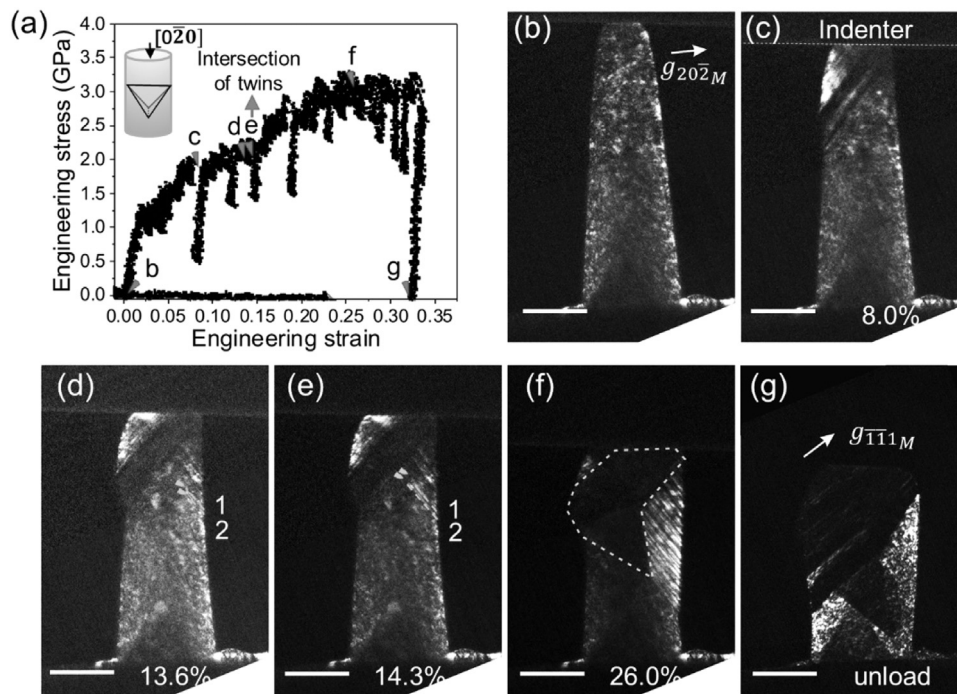 (a)
[02̅0]
Engineering stress (GPa)
4.0
3.5
3.0
2.5
2.0
1.5
1.0
0.5
0.0
Intersection
of twins
f
c
d
e
b
g
0.00 0.05 0.10 0.15 0.20 0.25 0.30 0.35
Engineering strain
(b)
g202̅M
(c)
Indenter
8.0%
(d)
1
2
13.6%
(e)
1
2
14.3%
(f)
26.0%
(g)
g1̅1̅1M
unload